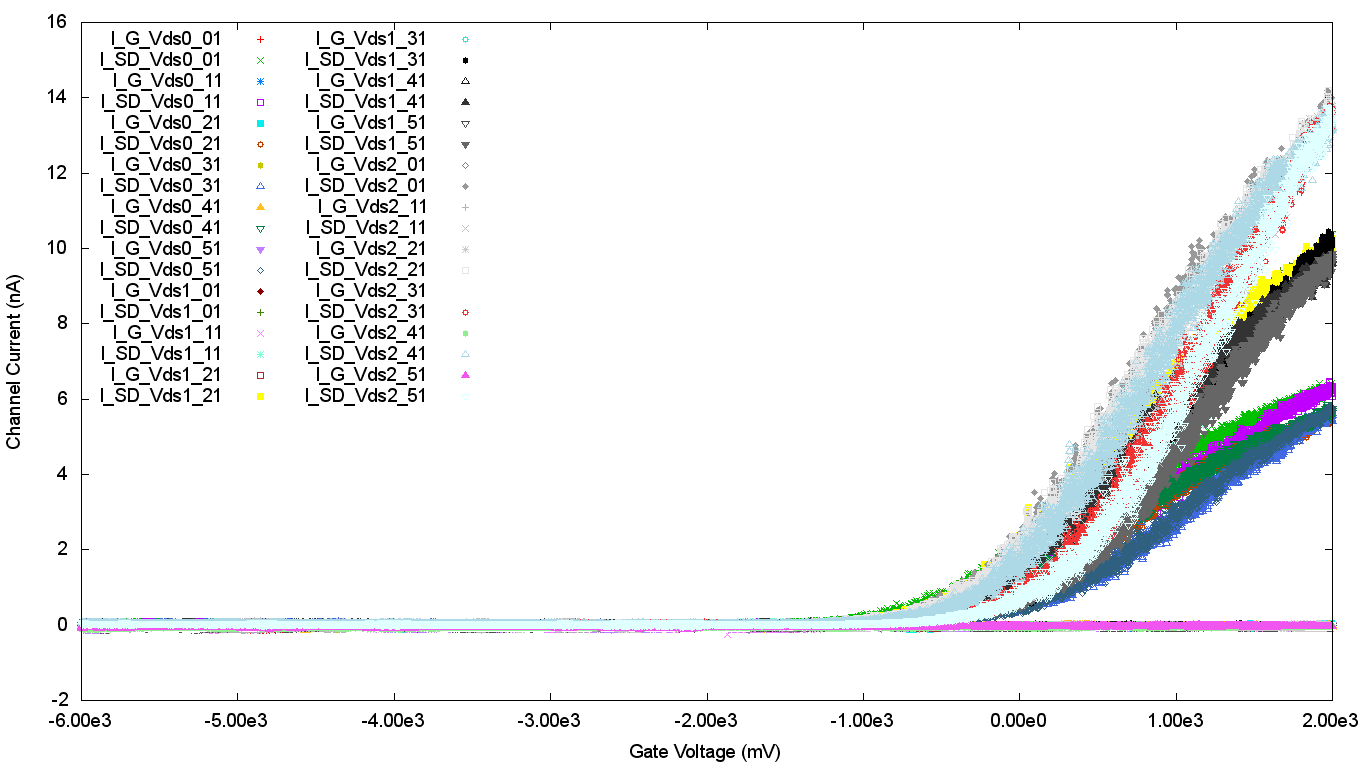 16
14
12
10
8
6
4
2
0
-2
Channel Current (nA)
I_G_Vds0_01
I_SD_Vds0_01
I_G_Vds0_11
I_SD_Vds0_11
I_G_Vds0_21
I_SD_Vds0_21
I_G_Vds0_31
I_SD_Vds0_31
I_G_Vds0_41
I_SD_Vds0_41
I_G_Vds0_51
I_SD_Vds0_51
I_G_Vds1_01
I_SD_Vds1_01
I_G_Vds1_11
I_SD_Vds1_11
I_G_Vds1_21
I_SD_Vds1_21
I_G_Vds1_31
I_SD_Vds1_31
I_G_Vds1_41
I_SD_Vds1_41
I_G_Vds1_51
I_SD_Vds1_51
I_G_Vds2_01
I_SD_Vds2_01
I_G_Vds2_11
I_SD_Vds2_11
I_G_Vds2_21
I_SD_Vds2_21
I_G_Vds2_31
I_SD_Vds2_31
I_G_Vds2_41
I_SD_Vds2_41
I_G_Vds2_51
I_SD_Vds2_51
-6.00e3 -5.00e3 -4.00e3 -3.00e3 -2.00e3 -1.00e3 0.00e0 1.00e3 2.00e3
Gate Voltage (mV)